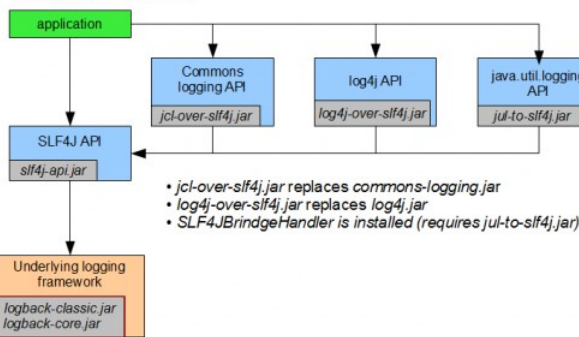 application
Commons
logging API
jcl-over-slf4j.jar
log4j API
log4j-over-slf4j.jar
java.util.logging
API
jul-to-slf4j.jar
SLF4J API
slf4j-api.jar
• jcl-over-slf4j.jar replaces commons-logging.jar
• log4j-over-slf4j.jar replaces log4j.jar
• SLF4JBrindgeHandler is installed (requires jul-to-slf4j.jar)
Underlying logging
framework
logback-classic.jar
logback-core.jar